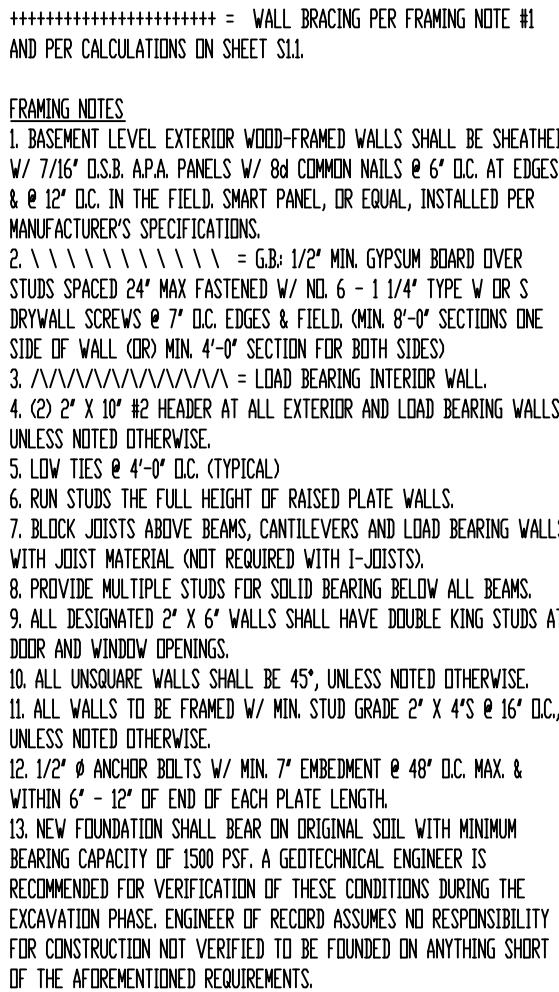 ++++++++++++++++++++++ = WALL BRACING PER FRAMING NOTE #1
AND PER CALCULATIONS ON SHEET S1.1.
FRAMING NOTES
1. BASEMENT LEVEL EXTERIOR WOOD-FRAMED WALLS SHALL BE SHEATHED
W/ 7/16" O.S.B. A.P.A. PANELS W/ 8d COMMON NAILS @ 6" O.C. AT EDGES
& @ 12" O.C. IN THE FIELD. SMART PANEL, OR EQUAL, INSTALLED PER
MANUFACTURER'S SPECIFICATIONS.
2. \ \ \ \ \ \ \ \ \ \ \ = G.B.: 1/2" MIN. GYPSUM BOARD OVER
STUDS SPACED 24" MAX FASTENED W/ NO. 6 - 1 1/4" TYPE W OR S
DRYWALL SCREWS @ 7" O.C. EDGES & FIELD. (MIN. 8'-0" SECTIONS ONE
SIDE OF WALL (OR) MIN. 4'-0" SECTION FOR BOTH SIDES)
3. /\/\/\/\/\/\/\/\/\/\/\/\/\ = LOAD BEARING INTERIOR WALL.
4. (2) 2" X 10" #2 HEADER AT ALL EXTERIOR AND LOAD BEARING WALLS
UNLESS NOTED OTHERWISE.
5. LOW TIES @ 4'-0" O.C. (TYPICAL)
6. RUN STUDS THE FULL HEIGHT OF RAISED PLATE WALLS.
7. BLOCK JOISTS ABOVE BEAMS, CANTILEVERS AND LOAD BEARING WALLS
WITH JOIST MATERIAL (NOT REQUIRED WITH I-JOISTS).
8. PROVIDE MULTIPLE STUDS FOR SOLID BEARING BELOW ALL BEAMS.
9. ALL DESIGNATED 2" X 6" WALLS SHALL HAVE DOUBLE KING STUDS AT
DOOR AND WINDOW OPENINGS.
10. ALL UNSQUARE WALLS SHALL BE 45°, UNLESS NOTED OTHERWISE.
11. ALL WALLS TO BE FRAMED W/ MIN. STUD GRADE 2" X 4"S @ 16" O.C.,
UNLESS NOTED OTHERWISE.
12. 1/2" Ø ANCHOR BOLTS W/ MIN. 7" EMBEDMENT @ 48" O.C. MAX. &
WITHIN 6" - 12" OF END OF EACH PLATE LENGTH.
13. NEW FOUNDATION SHALL BEAR ON ORIGINAL SOIL WITH MINIMUM
BEARING CAPACITY OF 1500 PSF. A GEOTECHNICAL ENGINEER IS
RECOMMENDED FOR VERIFICATION OF THESE CONDITIONS DURING THE
EXCAVATION PHASE. ENGINEER OF RECORD ASSUMES NO RESPONSIBILITY
FOR CONSTRUCTION NOT VERIFIED TO BE FOUNDED ON ANYTHING SHORT
OF THE AFOREMENTIONED REQUIREMENTS.